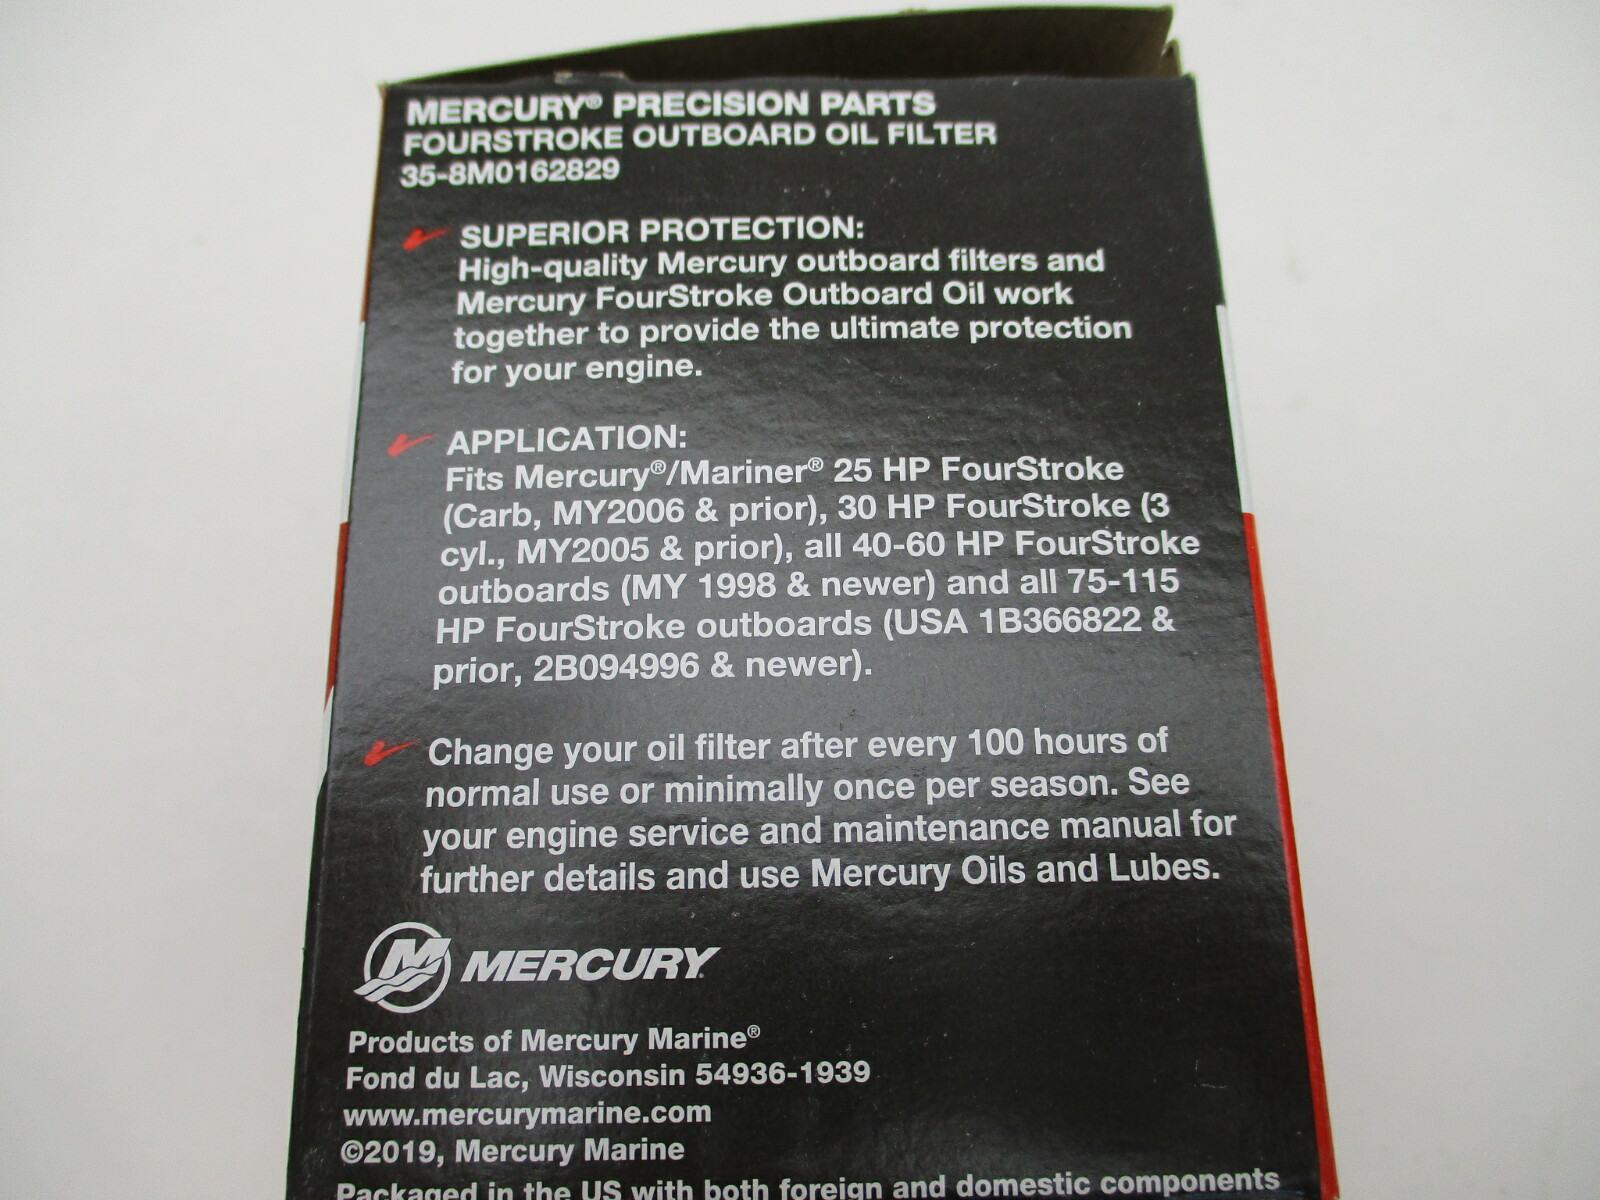 MERCURY® PRECISION PARTS
FOURSTROKE OUTBOARD OIL FILTER
35-8M0162829
SUPERIOR PROTECTION:
High-quality Mercury outboard filters and
Mercury FourStroke Outboard Oil work
together to provide the ultimate protection
for your engine.
APPLICATION:
Fits Mercury®/Mariner® 25 HP FourStroke
(Carb, MY2006 & prior), 30 HP FourStroke (3
cyl., MY2005 & prior), all 40-60 HP FourStroke
outboards (MY 1998 & newer) and all 75-115
HP FourStroke outboards (USA 1B366822 &
prior, 2B094996 & newer).
Change your oil filter after every 100 hours of
normal use or minimally once per season. See
your engine service and maintenance manual for
further details and use Mercury Oils and Lubes.
M MERCURY
Products of Mercury Marine®
Fond du Lac, Wisconsin 54936-1939
www.mercurymarine.com
©2019, Mercury Marine
Packaged in the US with both foreign and domestic components